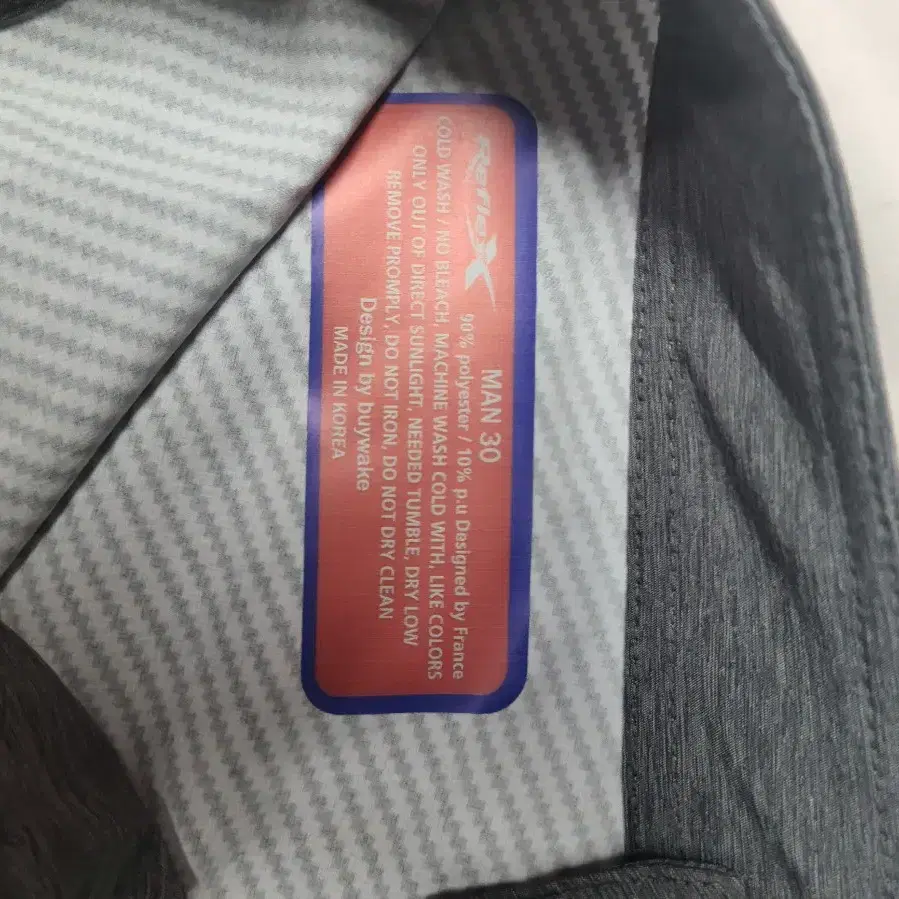 Reflex
MAN 30
90% polyester / 10% p.u Designed by France
COLD WASH / NO BLEACH, MACHINE WASH COLD WITH, LIKE COLORS
ONLY OUT OF DIRECT SUNLIGHT, NEEDED TUMBLE, DRY LOW
REMOVE PROMPLY, DO NOT IRON, DO NOT DRY CLEAN
Design by buywake
MADE IN KOREA